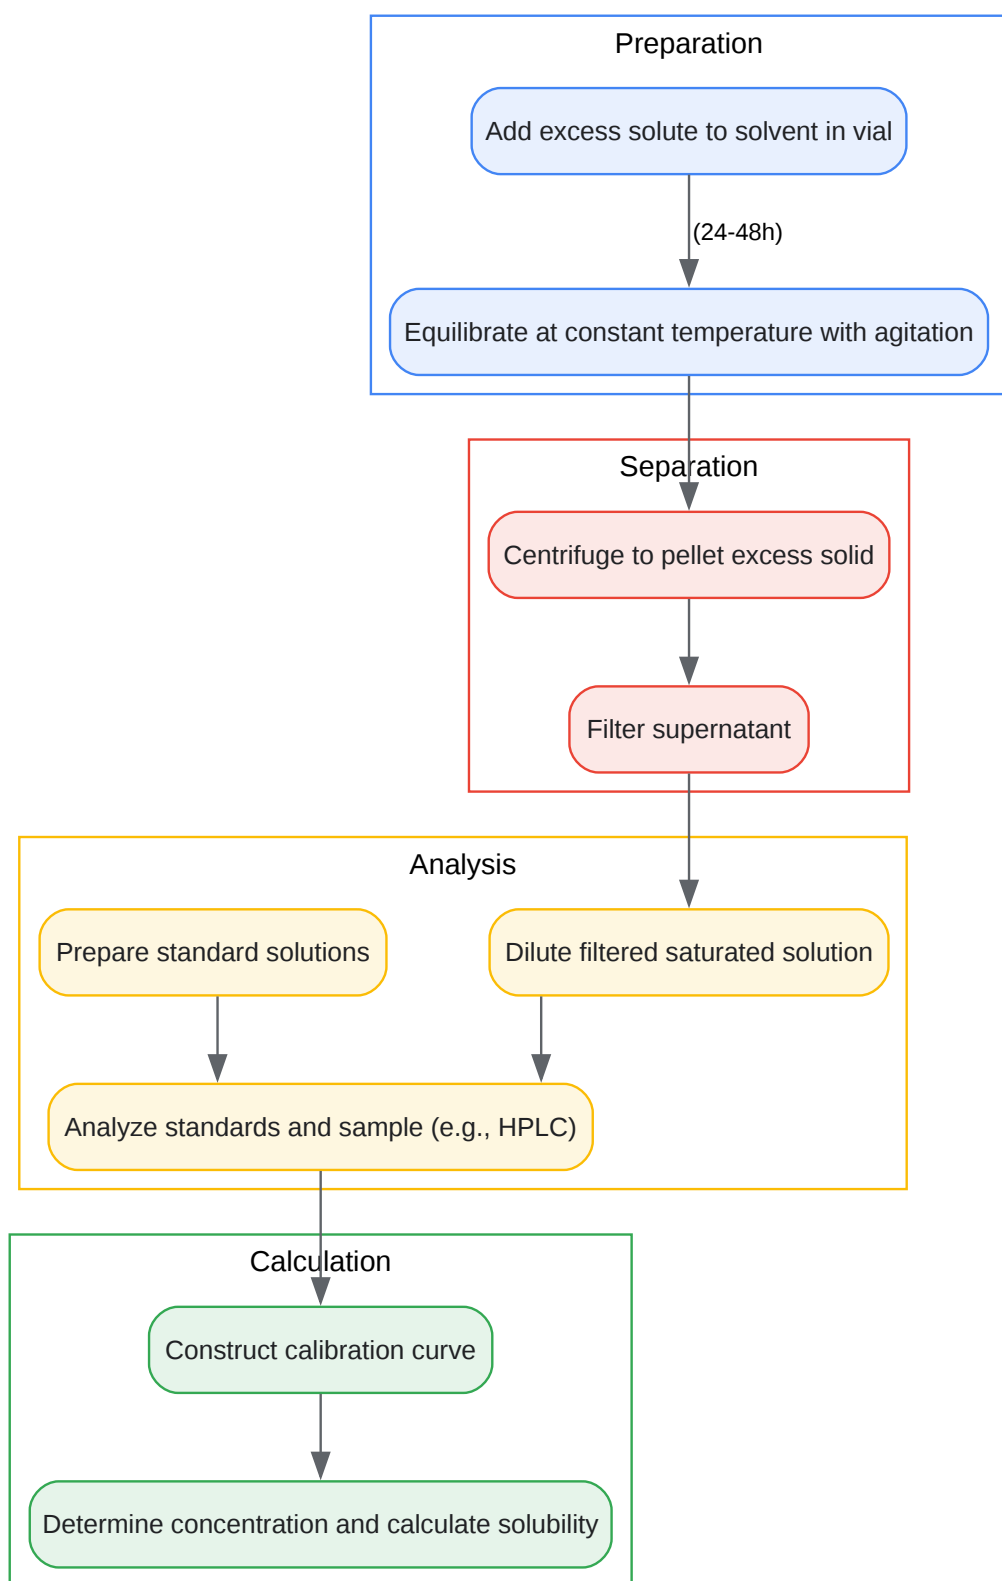 Preparation
Add excess solute to solvent in vial
(24-48h)
Equilibrate at constant temperature with agitation
Separation
Centrifuge to pellet excess solid
Filter supernatant
Analysis
Prepare standard solutions
Dilute filtered saturated solution
Analyze standards and sample (e.g., HPLC)
Calculation
Construct calibration curve
Determine concentration and calculate solubility